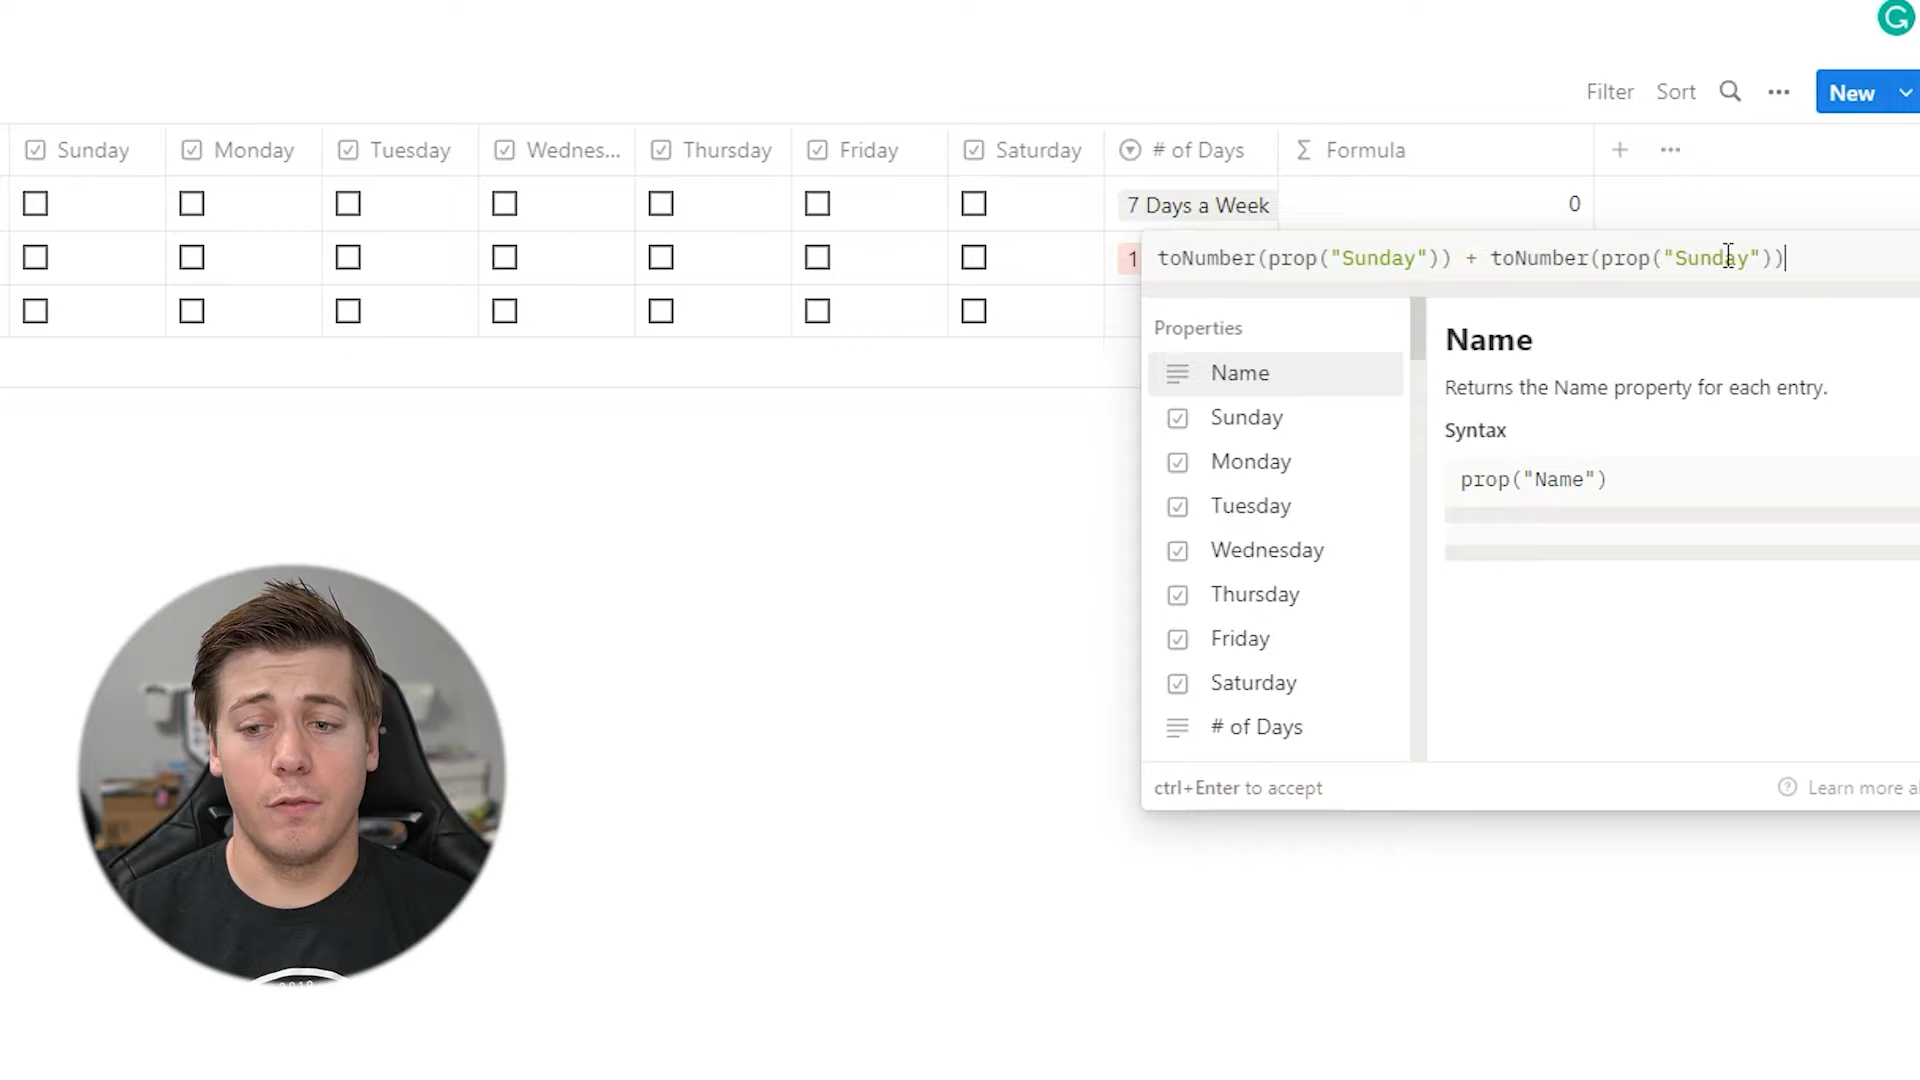 Filter Sort New
Sunday Monday Tuesday Wednes... Thursday Friday Saturday # of Days Formula
7 Days a Week 0
1 toNumber(prop("Sunday")) + toNumber(prop("Sunday"))
Properties
Name
Sunday
Monday
Tuesday
Wednesday
Thursday
Friday
Saturday
# of Days
Name
Returns the Name property for each entry.
Syntax
prop("Name")
ctrl+Enter to accept
Learn more a